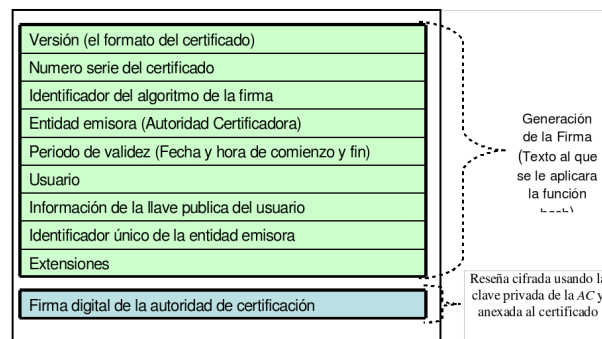 Versión (el formato del certificado)
Numero serie del certificado
Identificador del algoritmo de la firma
Entidad emisora (Autoridad Certificadora)
Periodo de validez (Fecha y hora de comienzo y fin)
Usuario
Información de la llave publica del usuario
Identificador único de la entidad emisora
Extensiones
Firma digital de la autoridad de certificación
Generación
de la Firma
(Texto al que
se le aplicara
la función
Reseña cifrada usando la
clave privada de la AC y
anexada al certificado